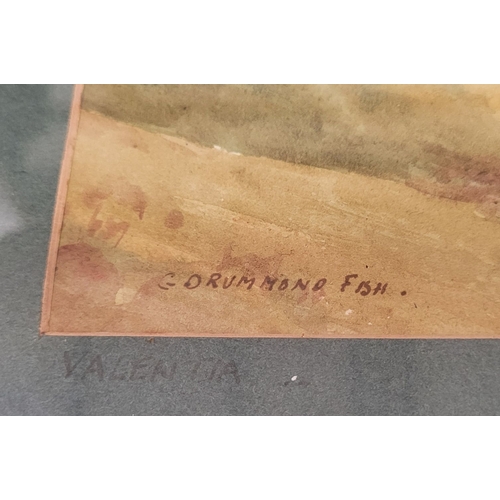 G DRUMMOND FISH.
VALENTIA